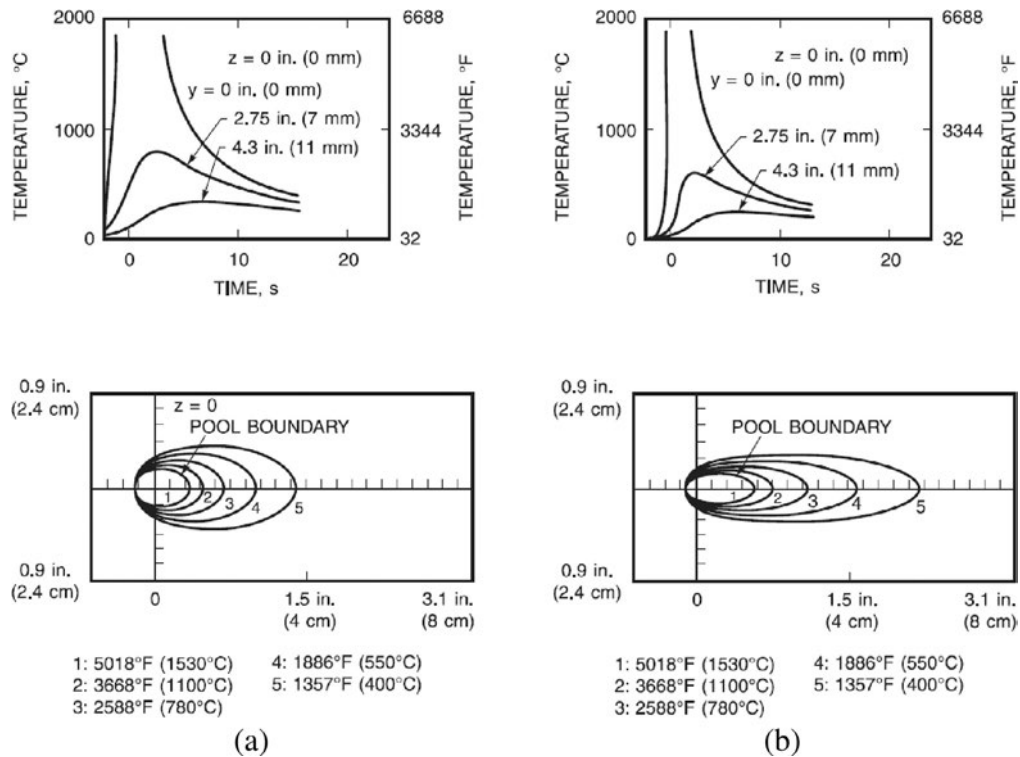 2000
1000
0
TEMPERATURE, °C
6688
3344
32
TEMPERATURE, °F
z = 0 in. (0 mm)
y = 0 in. (0 mm)
2.75 in. (7 mm)
4.3 in. (11 mm)
0 10 20
TIME, s
2000
1000
0
TEMPERATURE, °C
6688
3344
32
TEMPERATURE, °F
z = 0 in. (0 mm)
y = 0 in. (0 mm)
2.75 in. (7 mm)
4.3 in. (11 mm)
0 10 20
TIME, s
0.9 in.
(2.4 cm)
z = 0
POOL BOUNDARY
1 2 3 4 5
0.9 in.
(2.4 cm)
0 1.5 in. 3.1 in.
(4 cm) (8 cm)
1: 5018°F (1530°C) 4: 1886°F (550°C)
2: 3668°F (1100°C) 5: 1357°F (400°C)
3: 2588°F (780°C)
(a)
0.9 in.
(2.4 cm)
POOL BOUNDARY
1 2 3 4 5
0.9 in.
(2.4 cm)
0 1.5 in. 3.1 in.
(4 cm) (8 cm)
1: 5018°F (1530°C) 4: 1886°F (550°C)
2: 3668°F (1100°C) 5: 1357°F (400°C)
3: 2588°F (780°C)
(b)